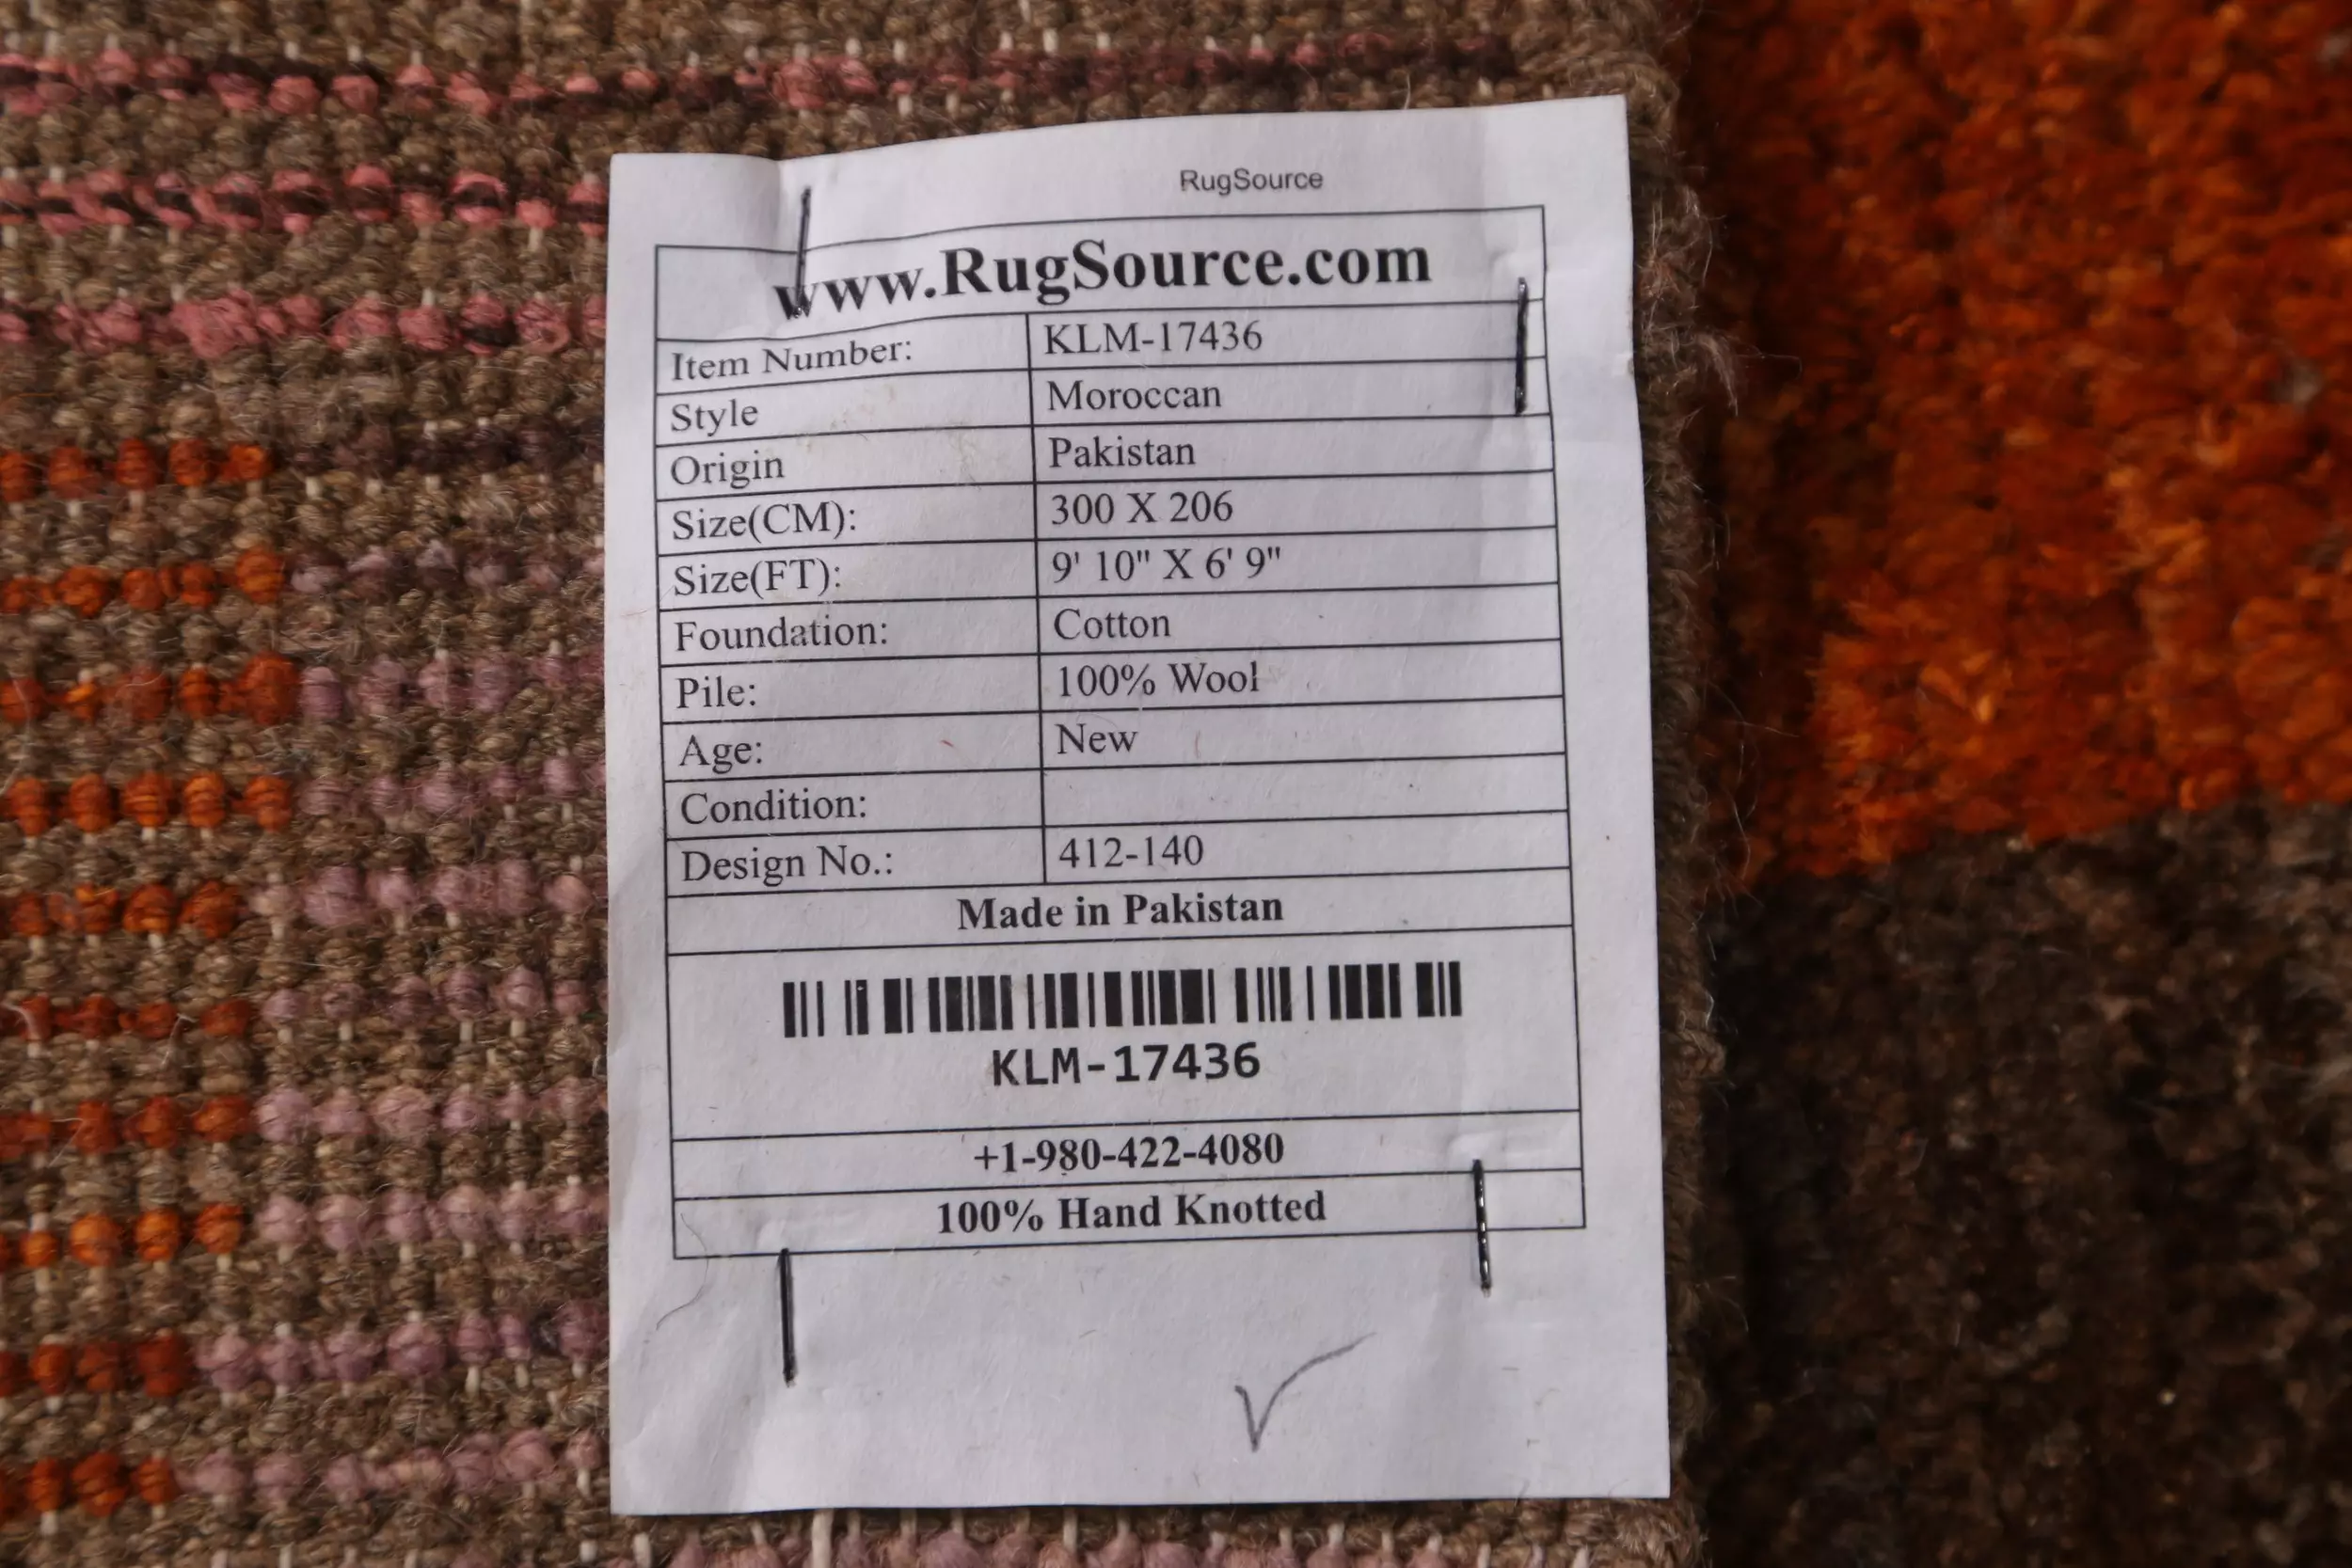 RugSource
www.RugSource.com
Item Number: KLM-17436
Style Moroccan
Origin Pakistan
Size(CM): 300 X 206
Size(FT): 9' 10" X 6' 9"
Foundation: Cotton
Pile: 100% Wool
Age: New
Condition:
Design No.: 412-140
Made in Pakistan
KLM-17436
+1-980-422-4080
100% Hand Knotted